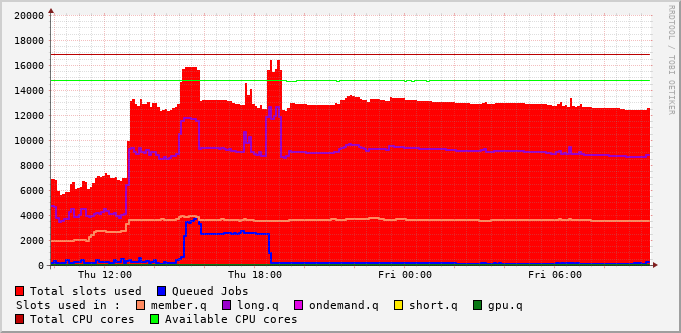 20000
18000
16000
14000
12000
10000
8000
6000
4000
2000
0
Thu 12:00 Thu 18:00 Fri 00:00 Fri 06:00
RRDTOOL / TOBI OETIKER
Total slots used Queued Jobs
Slots used in : member.q long.q ondemand.q short.q gpu.q
Total CPU cores Available CPU cores